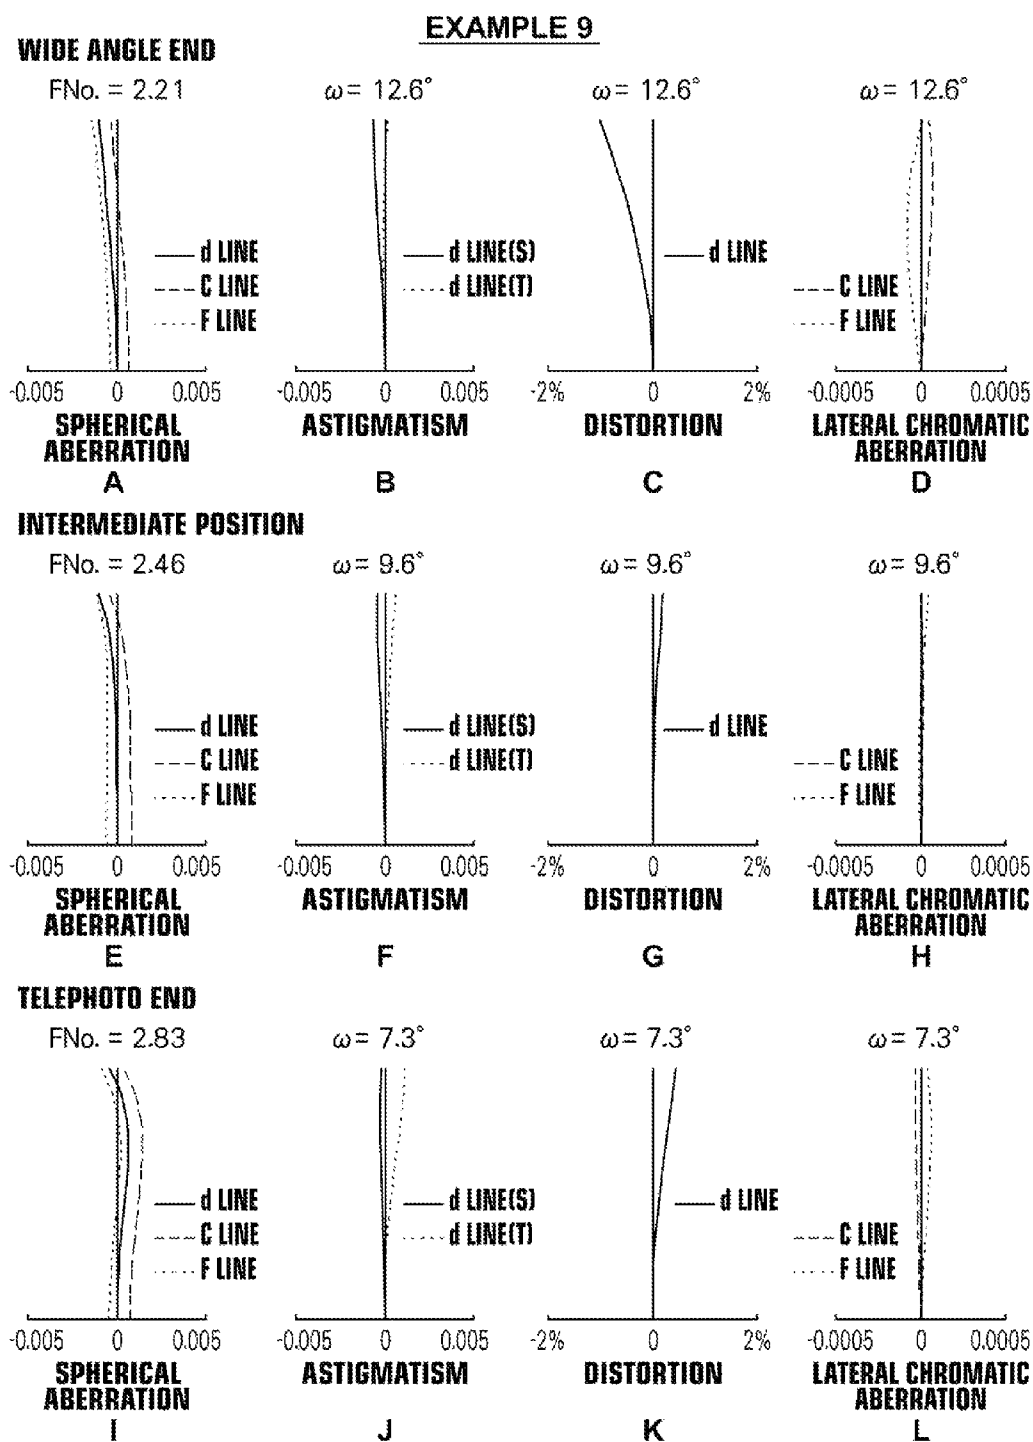 EXAMPLE 9
WIDE ANGLE END
FNo. = 2.21
ω = 12.6°
ω = 12.6°
ω = 12.6°
d LINE
C LINE
F LINE
d LINE(S)
d LINE(T)
d LINE
C LINE
F LINE
-0.005 0 0.005
-0.005 0 0.005
-2% 0 2%
-0.0005 0 0.0005
SPHERICAL
ABERRATION
ASTIGMATISM
DISTORTION
LATERAL CHROMATIC
ABERRATION
A
B
C
D
INTERMEDIATE POSITION
FNo. = 2.46
ω = 9.6°
ω = 9.6°
ω = 9.6°
d LINE
C LINE
F LINE
d LINE(S)
d LINE(T)
d LINE
C LINE
F LINE
-0.005 0 0.005
-0.005 0 0.005
-2% 0 2%
-0.0005 0 0.0005
SPHERICAL
ABERRATION
ASTIGMATISM
DISTORTION
LATERAL CHROMATIC
ABERRATION
E
F
G
H
TELEPHOTO END
FNo. = 2.83
ω = 7.3°
ω = 7.3°
ω = 7.3°
d LINE
C LINE
F LINE
d LINE(S)
d LINE(T)
d LINE
C LINE
F LINE
-0.005 0 0.005
-0.005 0 0.005
-2% 0 2%
-0.0005 0 0.0005
SPHERICAL
ABERRATION
ASTIGMATISM
DISTORTION
LATERAL CHROMATIC
ABERRATION
I
J
K
L